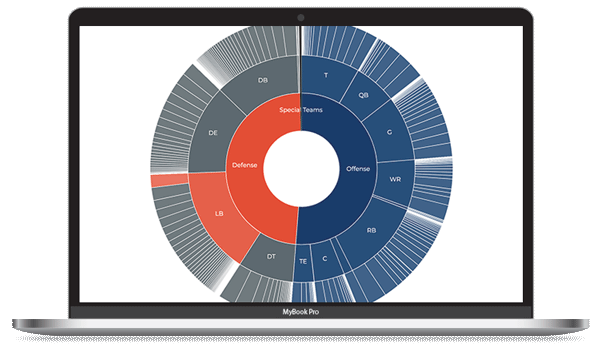 T
DB
QB
Special Teams
G
DE
Defense
Offense
WR
LB
RB
DT
TE
C
MyBook Pro